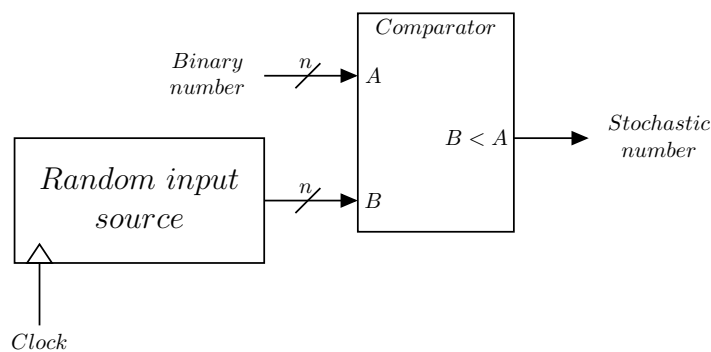 Comparator
Binary
number
n
A
B < A
Stochastic
number
Random input
source
n
B
Clock